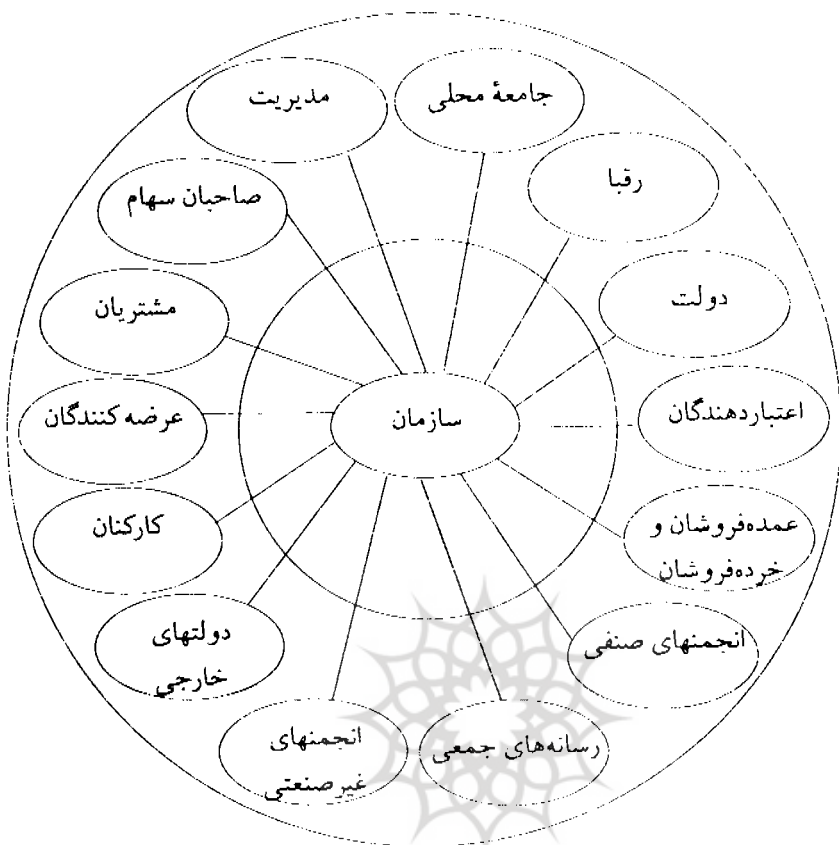 جامعهٔ محلی
مدیریت
رقبا
صاحبان سهام
دولت
مشتریان
اعتباردهندگان
سازمان
عرضه کنندگان
عمده‌فروشان و
خرده‌فروشان
کارکنان
انجمنهای صنفی
دولتهای
خارجی
رسانه‌های جمعی
انجمنهای
غیرصنعتی